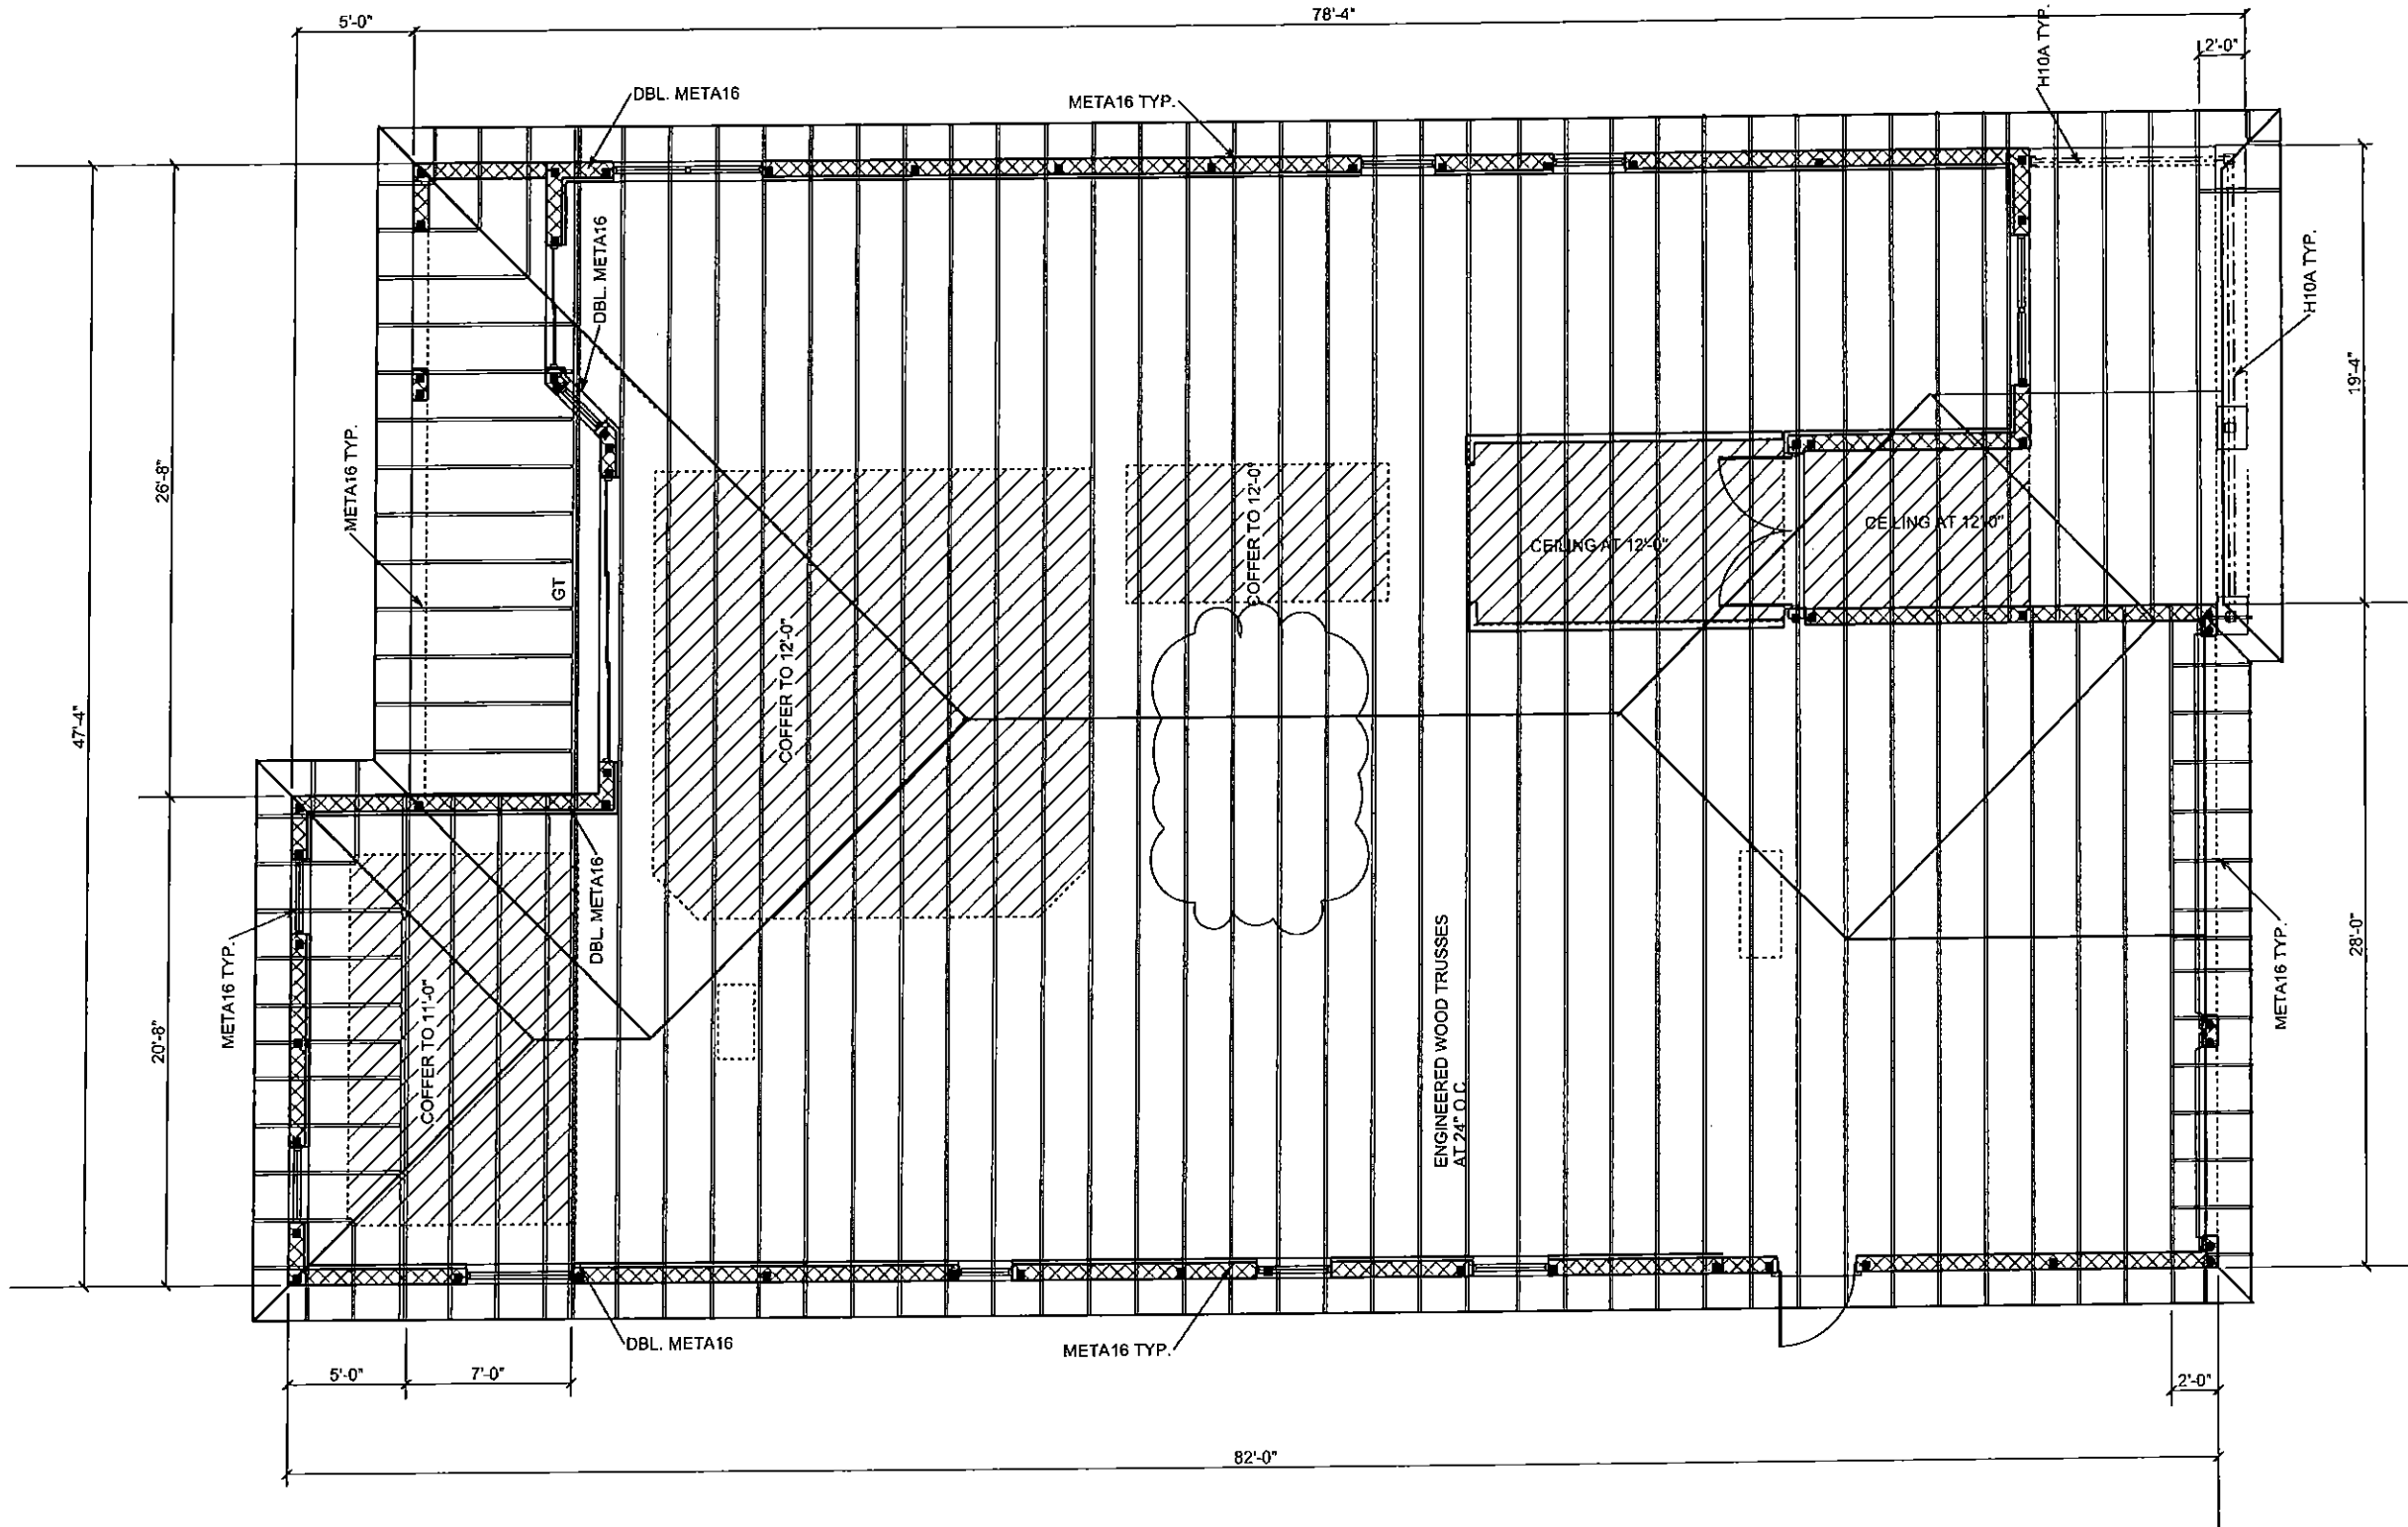 5'-0"
78'-4"
2'-0"
H10A TYP.
DBL. META16
META16 TYP.
DBL. META16
H10A TYP.
19'-4"
26'-8"
META16 TYP.
COFFER TO 12'-0"
CEILING AT 12'-0"
CEILING AT 12'-0"
GT
COFFER TO 12'-0"
47'-4"
DBL. META16
META16 TYP.
COFFER TO 11'-0"
20'-8"
ENGINEERED WOOD TRUSSES
AT 24" O.C.
META16 TYP.
28'-0"
DBL. META16
META16 TYP.
5'-0"
7'-0"
2'-0"
82'-0"